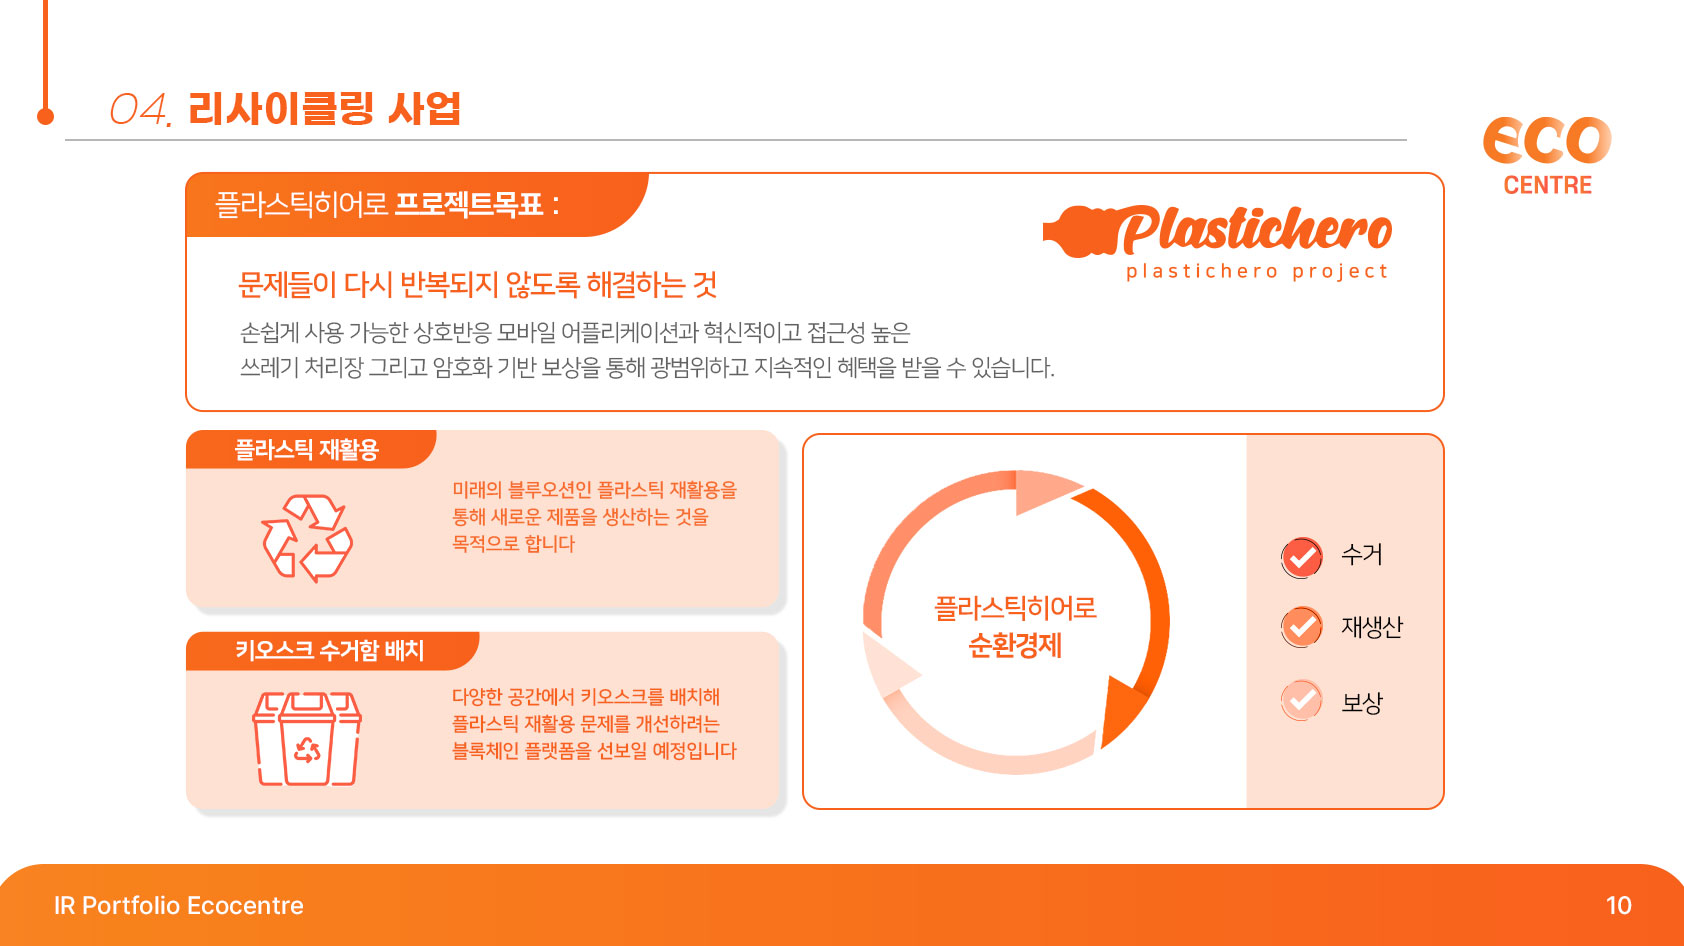 04. 리사이클링 사업
eco
CENTRE
플라스틱히어로 프로젝트목표 :
Plastichero
plastichero project
문제들이 다시 반복되지 않도록 해결하는 것
손쉽게 사용 가능한 상호반응 모바일 어플리케이션과 혁신적이고 접근성 높은
쓰레기 처리장 그리고 암호화 기반 보상을 통해 광범위하고 지속적인 혜택을 받을 수 있습니다.
플라스틱 재활용
미래의 블루오션인 플라스틱 재활용을
통해 새로운 제품을 생산하는 것을
목적으로 합니다
키오스크 수거함 배치
다양한 공간에서 키오스크를 배치해
플라스틱 재활용 문제를 개선하려는
블록체인 플랫폼을 선보일 예정입니다
플라스틱히어로
순환경제
수거
재생산
보상
IR Portfolio Ecocentre
10